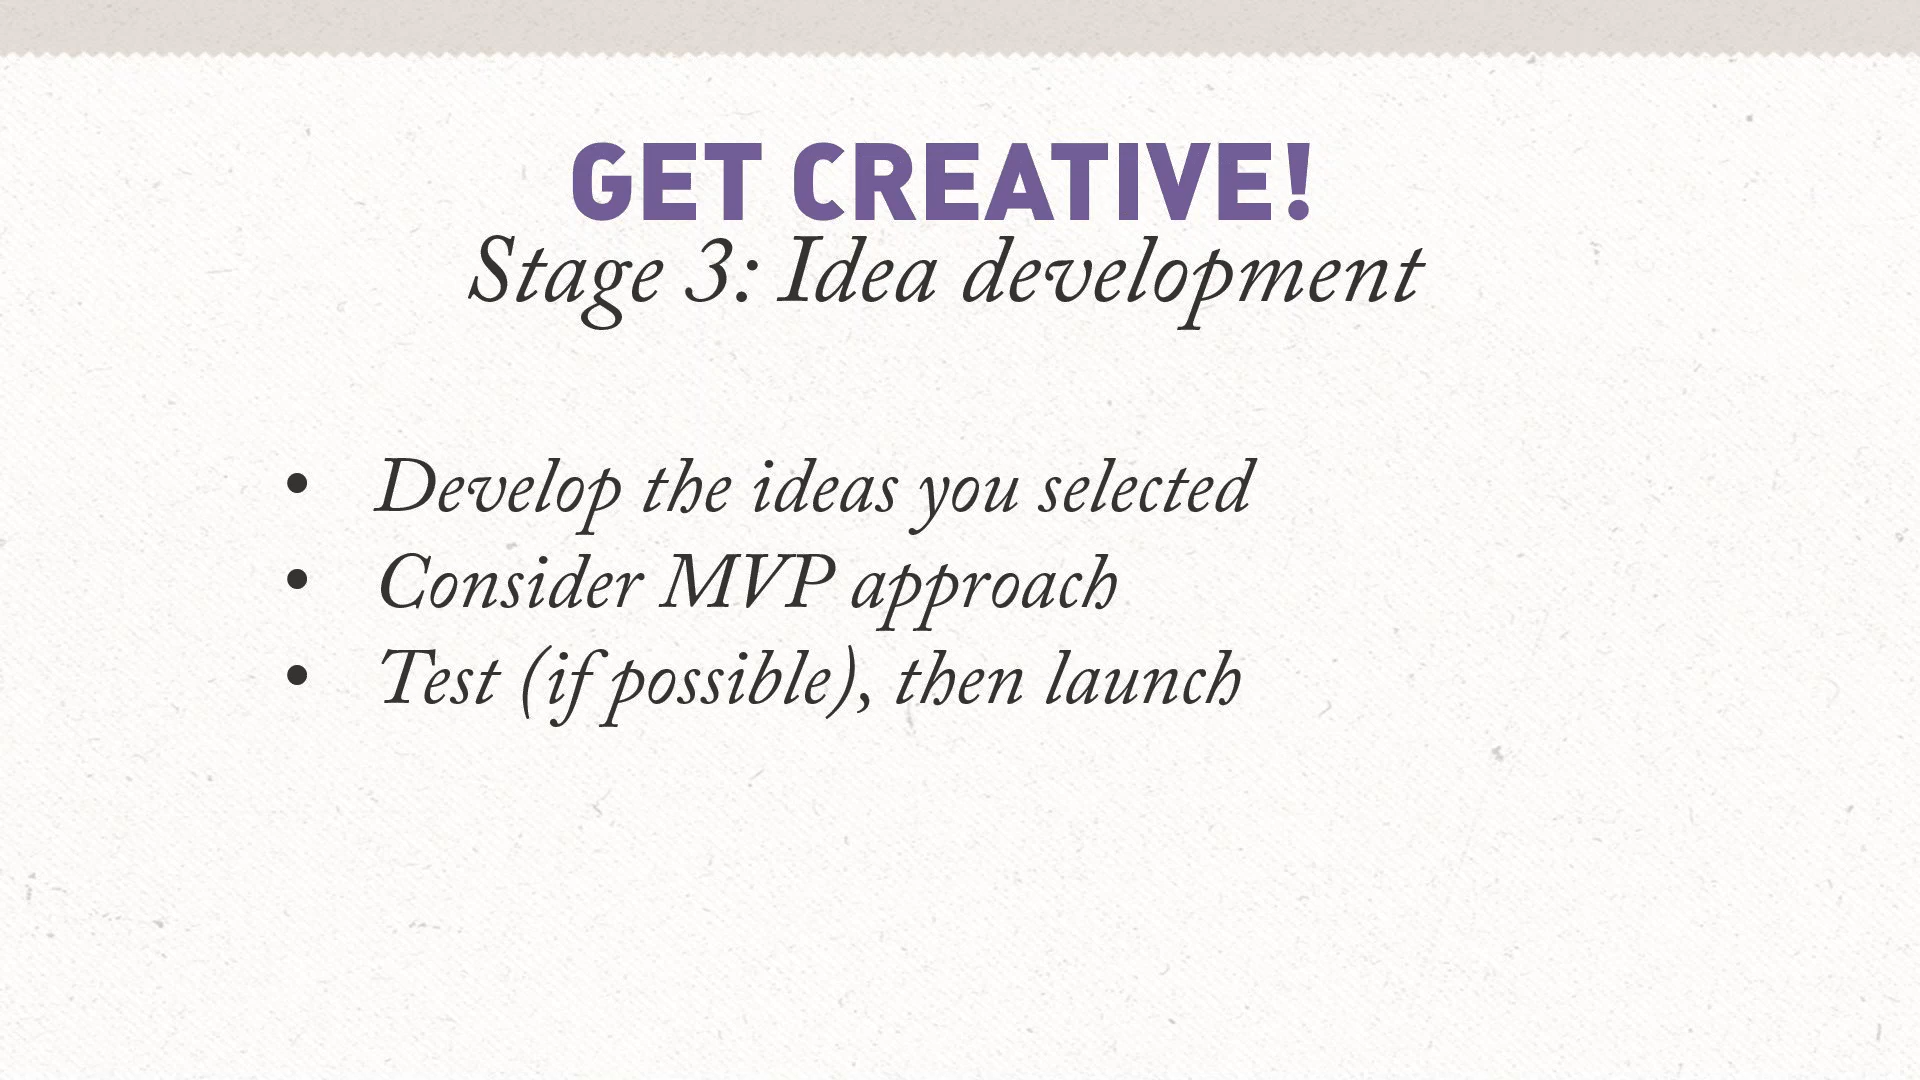 GET CREATIVE!
Stage 3: Idea development
• Develop the ideas you selected
• Consider MVP approach
• Test (if possible), then launch